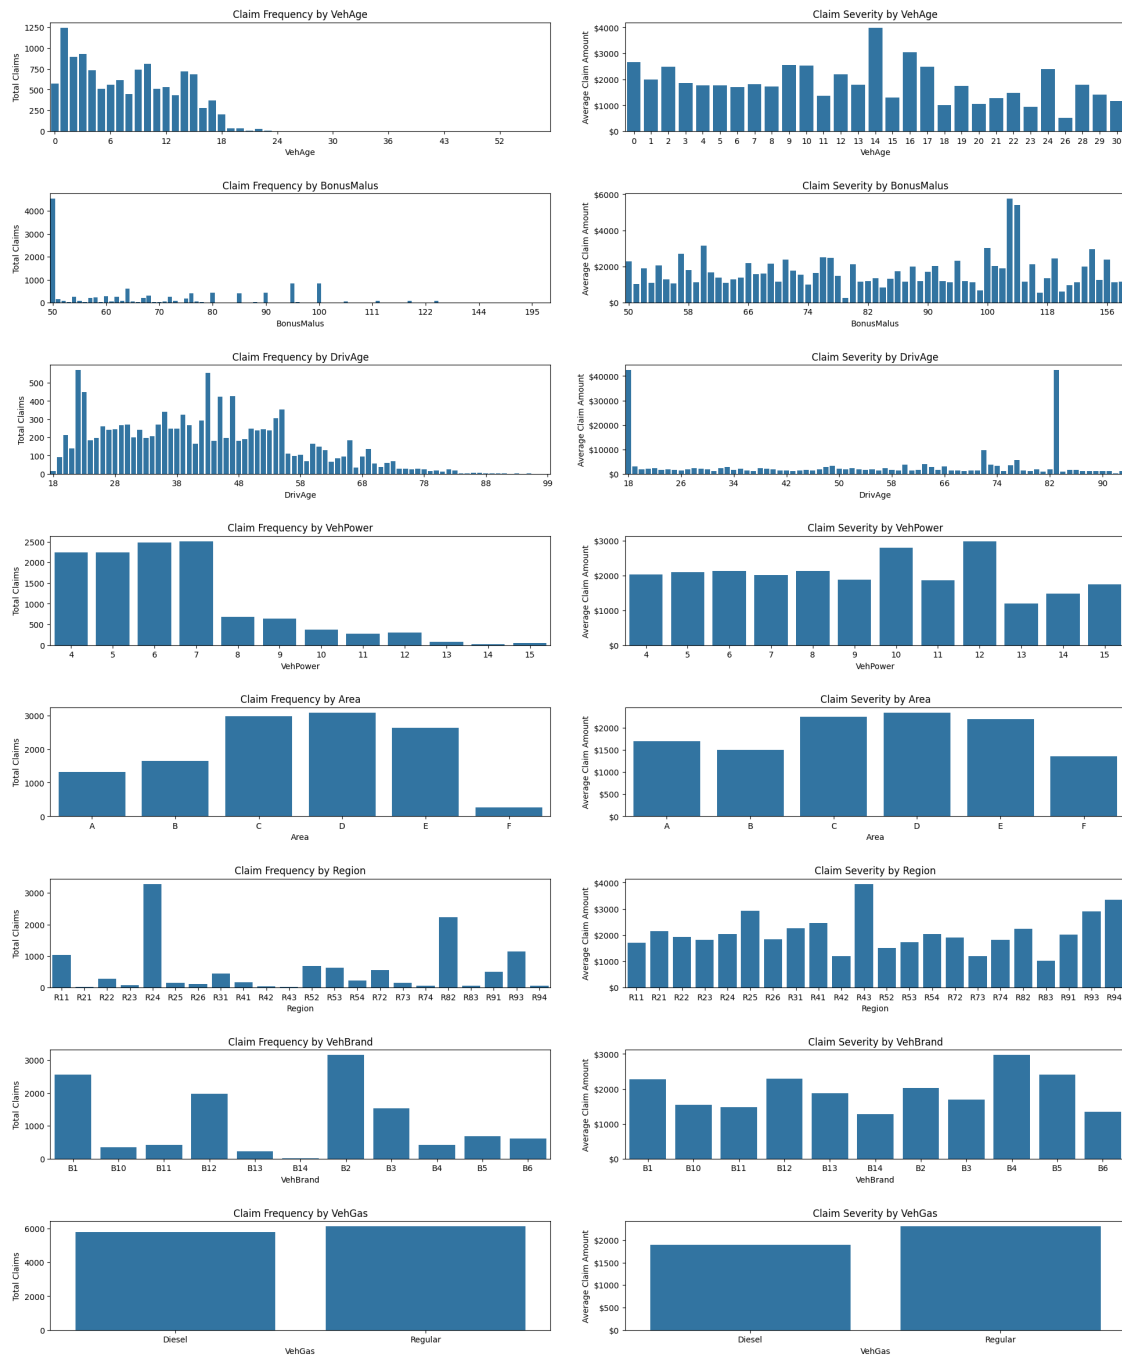 Claim Frequency by VehAge
Total Claims
1250
1000
750
500
250
0
0 6 12 18 24 30 36 43 52
VehAge
Claim Severity by VehAge
Average Claim Amount
$4000
$3000
$2000
$1000
$0
0 1 2 3 4 5 6 7 8 9 10 11 12 13 14 15 16 17 18 19 20 21 22 23 24 26 28 29 30
VehAge
Claim Frequency by BonusMalus
Total Claims
4000
3000
2000
1000
0
50 60 70 80 90 100 111 122 144 195
BonusMalus
Claim Severity by BonusMalus
Average Claim Amount
$6000
$4000
$2000
$0
50 58 66 74 82 90 100 118 156
BonusMalus
Claim Frequency by DrivAge
Total Claims
500
400
300
200
100
0
18 28 38 48 58 68 78 88 99
DrivAge
Claim Severity by DrivAge
Average Claim Amount
$40000
$30000
$20000
$10000
$0
18 26 34 42 50 58 66 74 82 90
DrivAge
Claim Frequency by VehPower
Total Claims
2500
2000
1500
1000
500
0
4 5 6 7 8 9 10 11 12 13 14 15
VehPower
Claim Severity by VehPower
Average Claim Amount
$3000
$2000
$1000
$0
4 5 6 7 8 9 10 11 12 13 14 15
VehPower
Claim Frequency by Area
Total Claims
3000
2000
1000
0
A B C D E F
Area
Claim Severity by Area
Average Claim Amount
$2000
$1500
$1000
$500
$0
A B C D E F
Area
Claim Frequency by Region
Total Claims
3000
2000
1000
0
R11 R21 R22 R23 R24 R25 R26 R31 R41 R42 R43 R52 R53 R54 R72 R73 R74 R82 R83 R91 R93 R94
Region
Claim Severity by Region
Average Claim Amount
$4000
$3000
$2000
$1000
$0
R11 R21 R22 R23 R24 R25 R26 R31 R41 R42 R43 R52 R53 R54 R72 R73 R74 R82 R83 R91 R93 R94
Region
Claim Frequency by VehBrand
Total Claims
3000
2000
1000
0
B1 B10 B11 B12 B13 B14 B2 B3 B4 B5 B6
VehBrand
Claim Severity by VehBrand
Average Claim Amount
$3000
$2000
$1000
$0
B1 B10 B11 B12 B13 B14 B2 B3 B4 B5 B6
VehBrand
Claim Frequency by VehGas
Total Claims
6000
4000
2000
0
Diesel Regular
VehGas
Claim Severity by VehGas
Average Claim Amount
$2000
$1500
$1000
$500
$0
Diesel Regular
VehGas